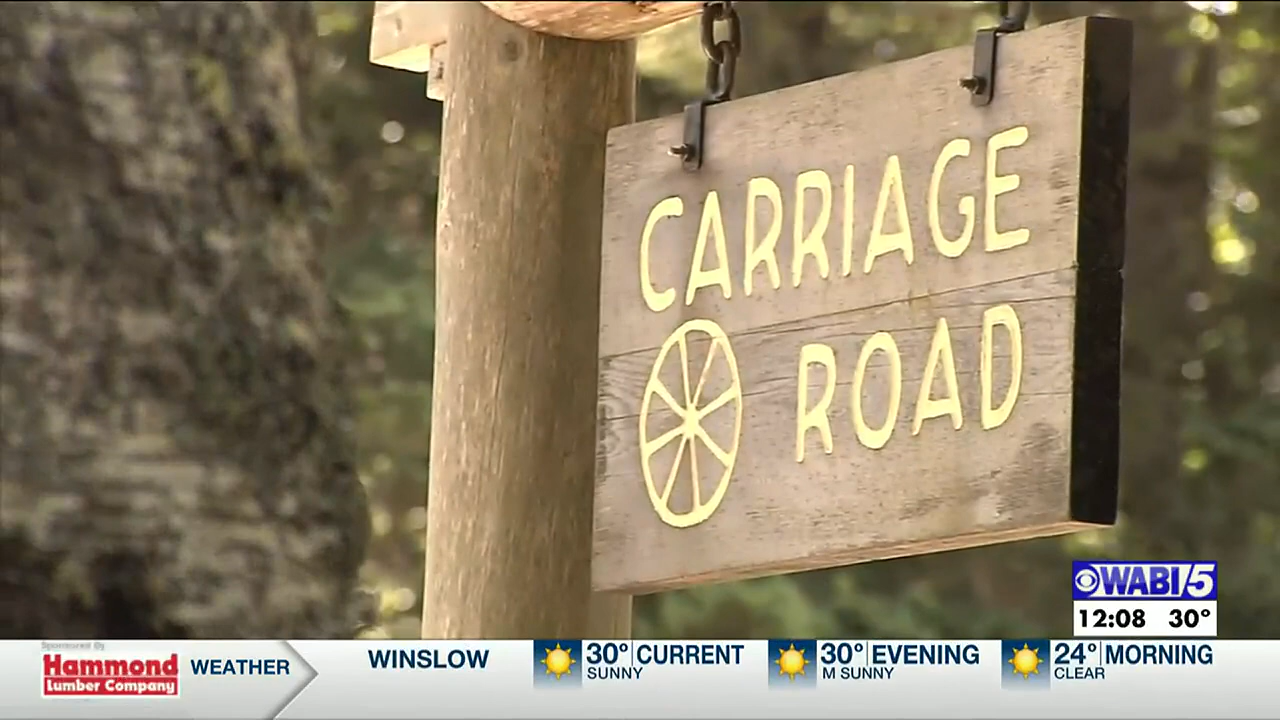 CARRIAGE
ROAD
WABI 5
12:08 30°
Sponsored By
Hammond
Lumber Company
WEATHER
WINSLOW
30° CURRENT
SUNNY
30° EVENING
M SUNNY
24° MORNING
CLEAR